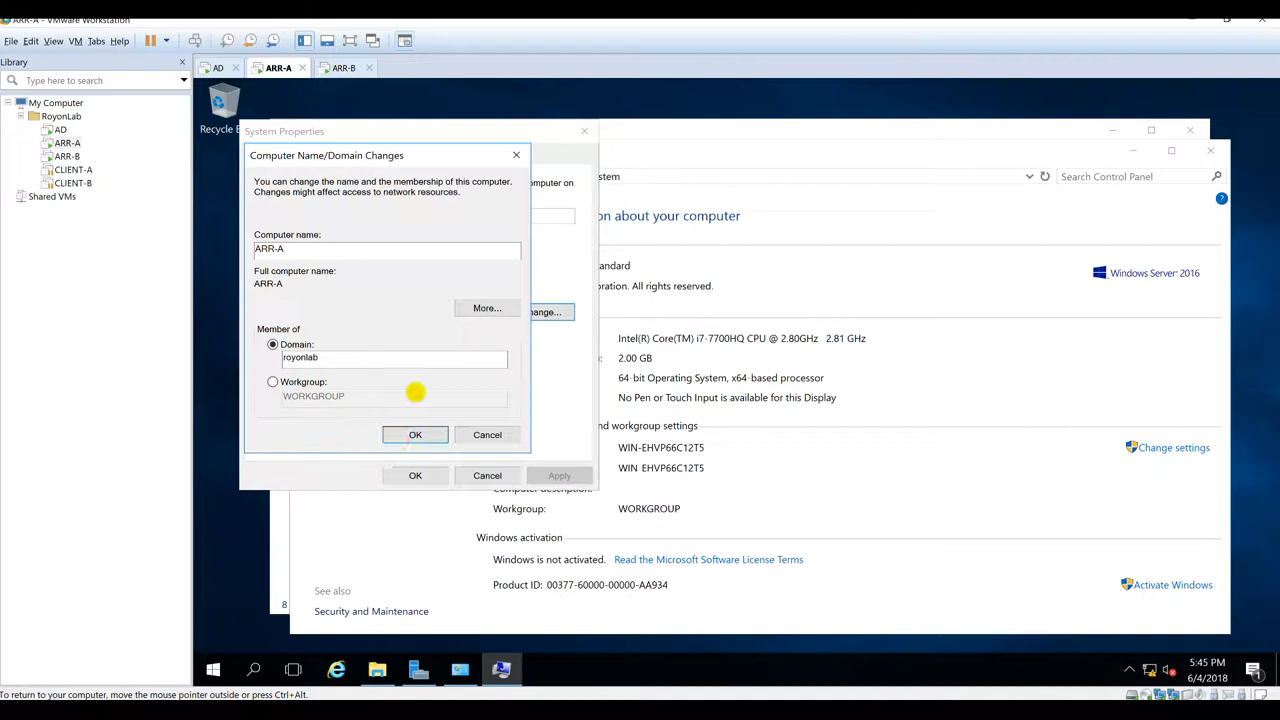 ARR-A - VMware Workstation
File Edit View VM Tabs Help
Library
Type here to search
My Computer
RoyonLab
AD
ARR-A
ARR-B
CLIENT-A
CLIENT-B
Shared VMs
AD
ARR-A
ARR-B
Recycle B
System Properties
Computer Name/Domain Changes
You can change the name and the membership of this computer.
Changes might affect access to network resources.
Computer name:
ARR-A
Full computer name:
ARR-A
More...
Member of
Domain:
royonlab
Workgroup:
WORKGROUP
OK Cancel
OK Cancel Apply
omputer on
ange...
stem
Search Control Panel
on about your computer
andard
oration. All rights reserved.
Windows Server 2016
Intel(R) Core(TM) i7-7700HQ CPU @ 2.80GHz 2.81 GHz
2.00 GB
64-bit Operating System, x64-based processor
No Pen or Touch Input is available for this Display
nd workgroup settings
WIN-EHVP66C12T5
Change settings
WIN EHVP66C12T5
Computer description:
Workgroup: WORKGROUP
Windows activation
Windows is not activated. Read the Microsoft Software License Terms
Product ID: 00377-60000-00000-AA934
Activate Windows
See also
Security and Maintenance
8
5:45 PM
6/4/2018
1
To return to your computer, move the mouse pointer outside or press Ctrl+Alt.